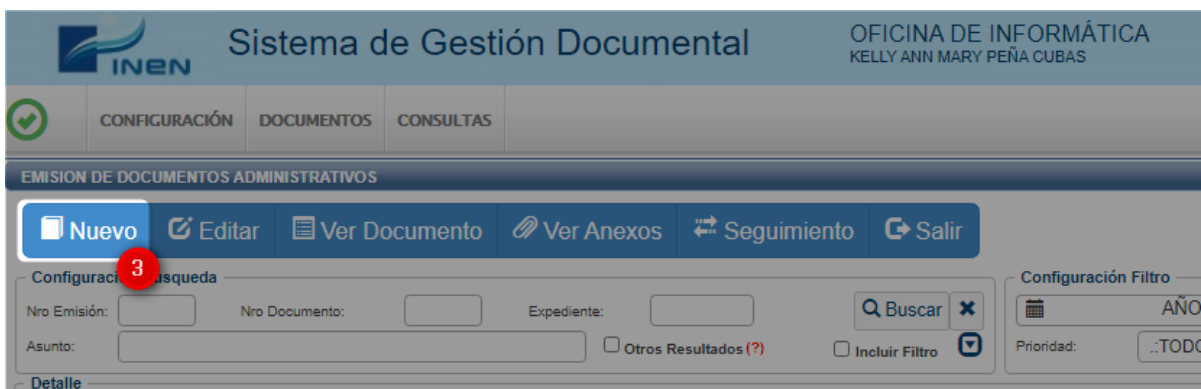 INEN
Sistema de Gestión Documental
OFICINA DE INFORMÁTICA
KELLY ANN MARY PEÑA CUBAS
CONFIGURACIÓN DOCUMENTOS CONSULTAS
EMISION DE DOCUMENTOS ADMINISTRATIVOS
Nuevo Editar Ver Documento Ver Anexos Seguimiento Salir
3
Configuraci usqueda
Configuración Filtro
Nro Emisión: Nro Documento: Expediente: Buscar
AÑO
Asunto: Otros Resultados (?) Incluir Filtro
Prioridad: .:TODO
Detalle